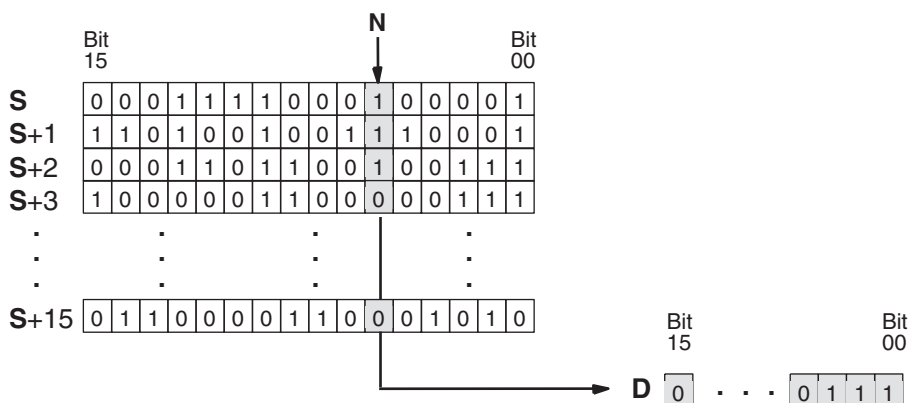 N
Bit 15
Bit 00
S 0 0 0 1 1 1 1 0 0 0 1 0 0 0 0 1
S+1 1 1 0 1 0 0 1 0 0 1 1 1 0 0 0 1
S+2 0 0 0 1 1 0 1 1 0 0 1 0 0 1 1 1
S+3 1 0 0 0 0 0 1 1 0 0 0 0 0 1 1 1
S+15 0 1 1 0 0 0 0 1 1 0 0 0 1 0 1 0
Bit 15
Bit 00
D 0 . . . 0 1 1 1